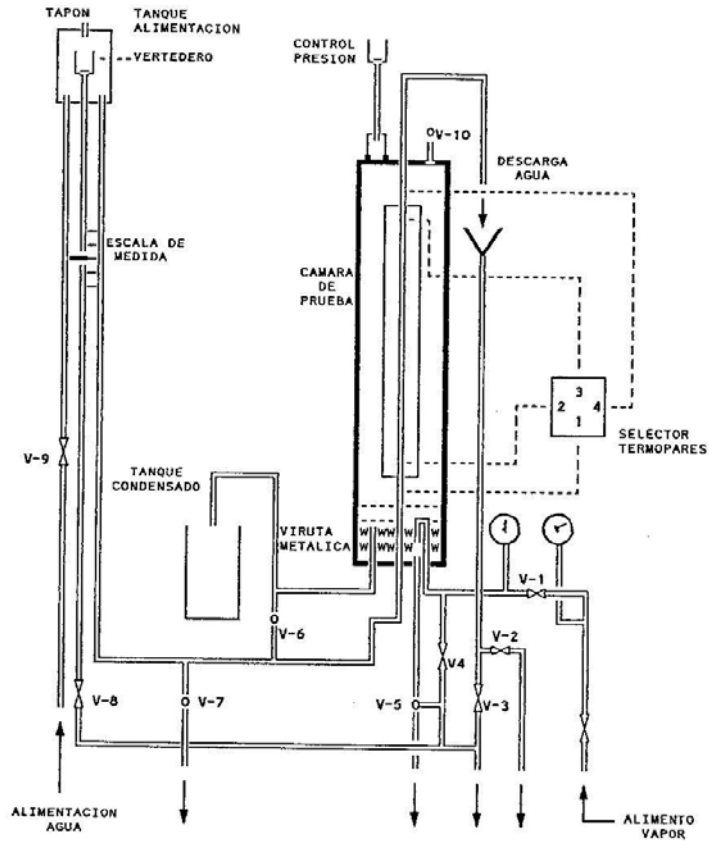 TAPON
TANQUE
ALIMENTACION
VERTEDERO
CONTROL
PRESION
V-10
DESCARGA
AGUA
ESCALA DE
MEDIDA
CAMARA
DE
PRUEBA
3
2 4
1
SELECTOR
TERMOPARES
V-9
TANQUE
CONDENSADO
VIRUTA
METALICA
W WW W W
W WW W W
V-1
V-6
V-2
V4
V-8
V-7
V-5
V-3
ALIMENTACION
AGUA
ALIMENTO
VAPOR